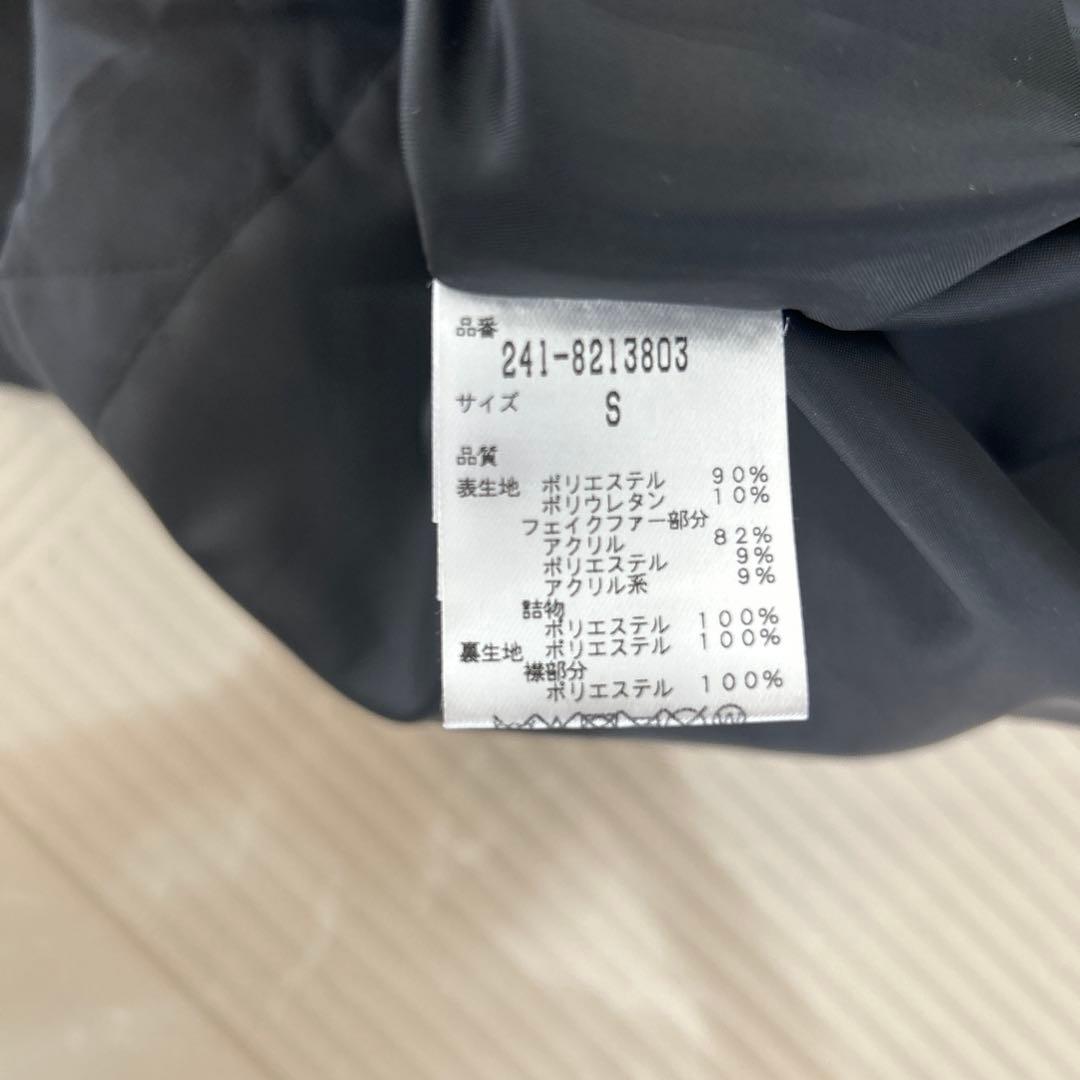 品番
241-8213803
サイズ S
品質
表生地 ポリエステル 90%
ポリウレタン 10%
フェイクファー部分
アクリル 82%
ポリエステル 9%
アクリル系 9%
詰物
ポリエステル 100%
裏生地 ポリエステル 100%
襟部分
ポリエステル 100%